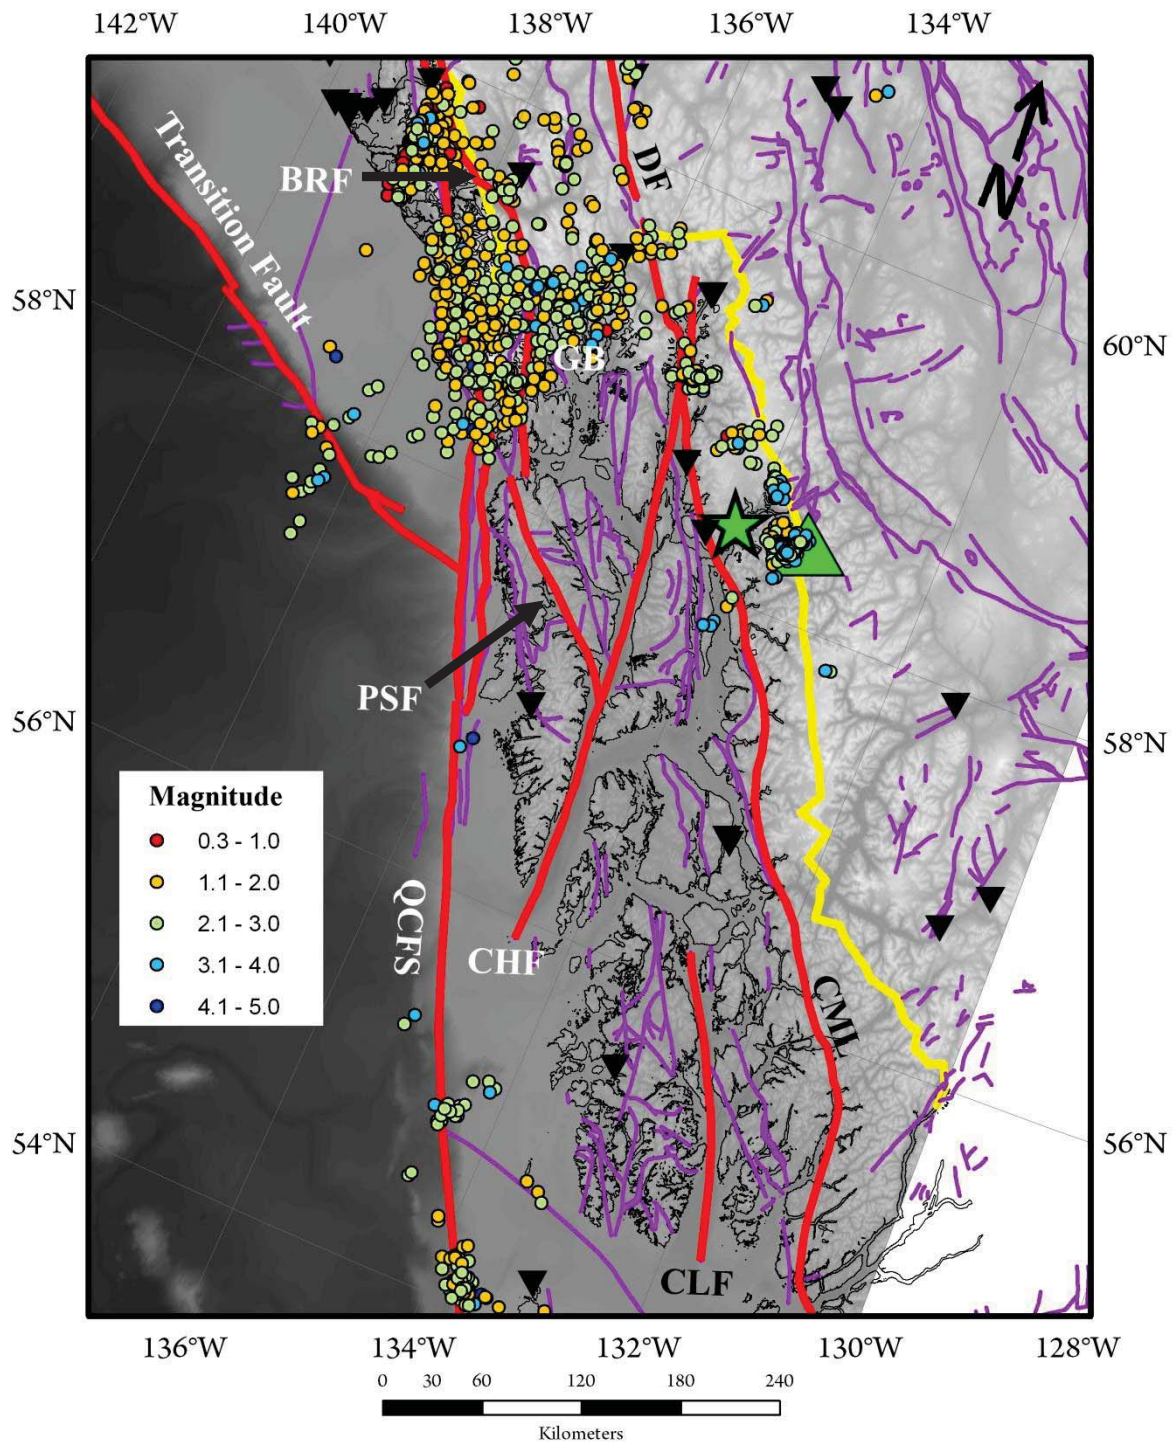 142°W 140°W 138°W 136°W 134°W
Transition Fault
BRF
DF
N
58°N
60°N
GB
PSF
56°N
58°N
Magnitude
0.3 - 1.0
1.1 - 2.0
2.1 - 3.0
3.1 - 4.0
4.1 - 5.0
QCFS
CHF
CML
54°N
56°N
CLF
136°W 134°W 132°W 130°W 128°W
0 30 60 120 180 240
Kilometers